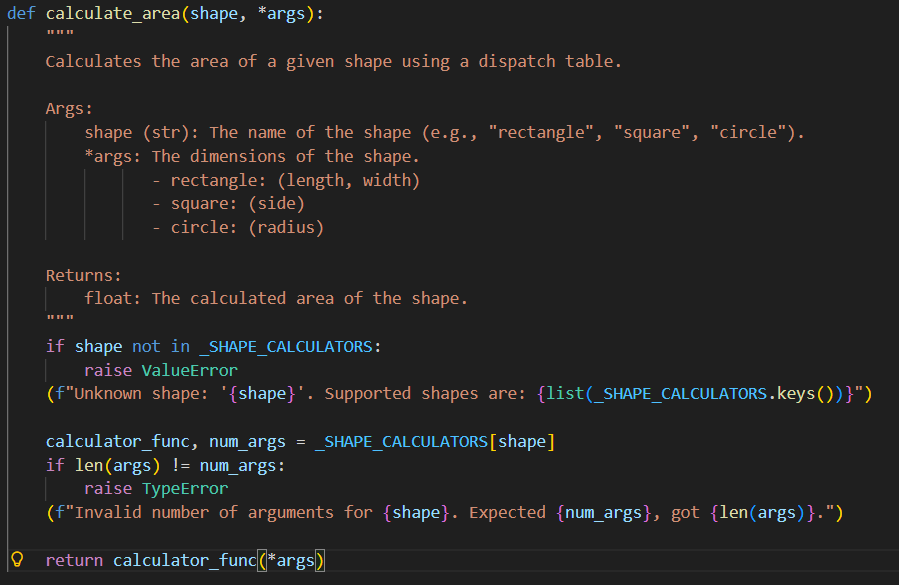 def calculate_area(shape, *args):
    """
    Calculates the area of a given shape using a dispatch table.

    Args:
        shape (str): The name of the shape (e.g., "rectangle", "square", "circle").
        *args: The dimensions of the shape.
               - rectangle: (length, width)
               - square: (side)
               - circle: (radius)

    Returns:
        float: The calculated area of the shape.
    """
    if shape not in _SHAPE_CALCULATORS:
        raise ValueError
    (f"Unknown shape: '{shape}'. Supported shapes are: {list(_SHAPE_CALCULATORS.keys())}")

    calculator_func, num_args = _SHAPE_CALCULATORS[shape]
    if len(args) != num_args:
        raise TypeError
    (f"Invalid number of arguments for {shape}. Expected {num_args}, got {len(args)}.")

    return calculator_func(*args)